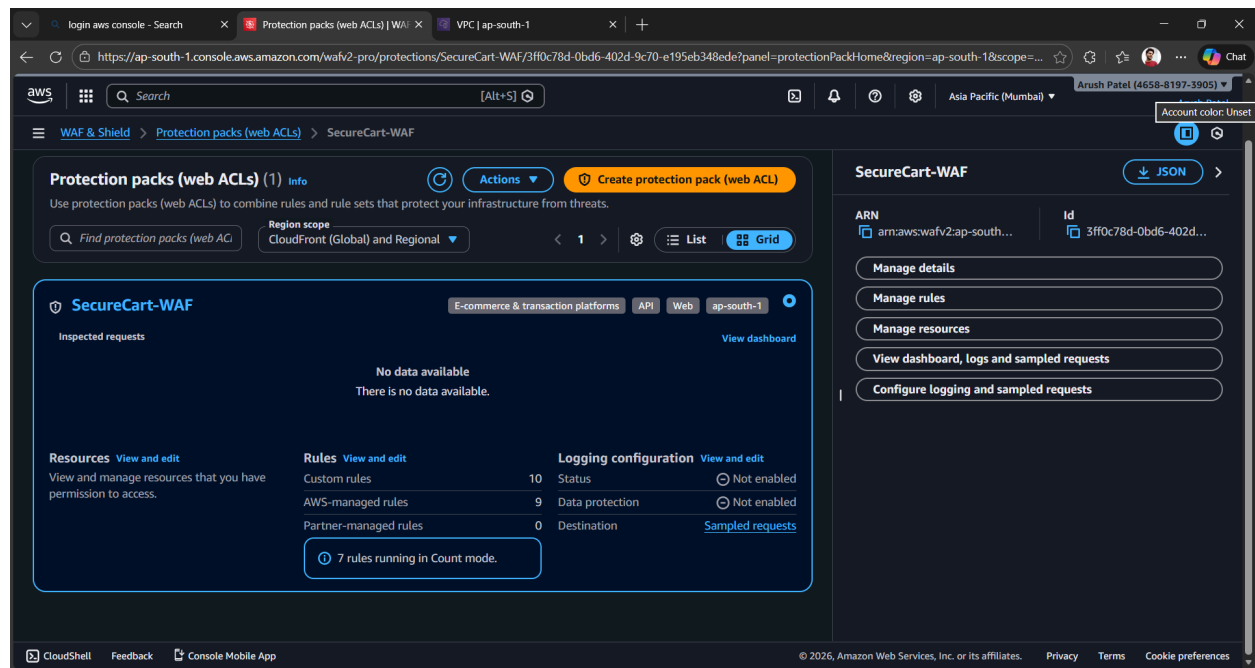 login aws console - Search
Protection packs (web ACLs) | WAF
VPC | ap-south-1
https://ap-south-1.console.aws.amazon.com/wafv2-pro/protections/SecureCart-WAF/3ff0c78d-0bd6-402d-9c70-e195eb348ede?panel=protectionPackHome&region=ap-south-1&scope=...
Chat
aws
Search
[Alt+S]
Asia Pacific (Mumbai)
Arush Patel (4658-8197-3905)
Account color: Unset
WAF & Shield > Protection packs (web ACLs) > SecureCart-WAF
Protection packs (web ACLs) (1) Info
Actions
Create protection pack (web ACL)
Use protection packs (web ACLs) to combine rules and rule sets that protect your infrastructure from threats.
Find protection packs (web ACL
Region scope
CloudFront (Global) and Regional
1
List
Grid
SecureCart-WAF
E-commerce & transaction platforms
API
Web
ap-south-1
Inspected requests
View dashboard
No data available
There is no data available.
Resources View and edit
View and manage resources that you have
permission to access.
Rules View and edit
Custom rules 10
AWS-managed rules 9
Partner-managed rules 0
7 rules running in Count mode.
Logging configuration View and edit
Status Not enabled
Data protection Not enabled
Destination Sampled requests
SecureCart-WAF
JSON
ARN
arn:aws:wafv2:ap-south...
Id
3ff0c78d-0bd6-402d...
Manage details
Manage rules
Manage resources
View dashboard, logs and sampled requests
Configure logging and sampled requests
CloudShell
Feedback
Console Mobile App
© 2026, Amazon Web Services, Inc. or its affiliates.
Privacy
Terms
Cookie preferences